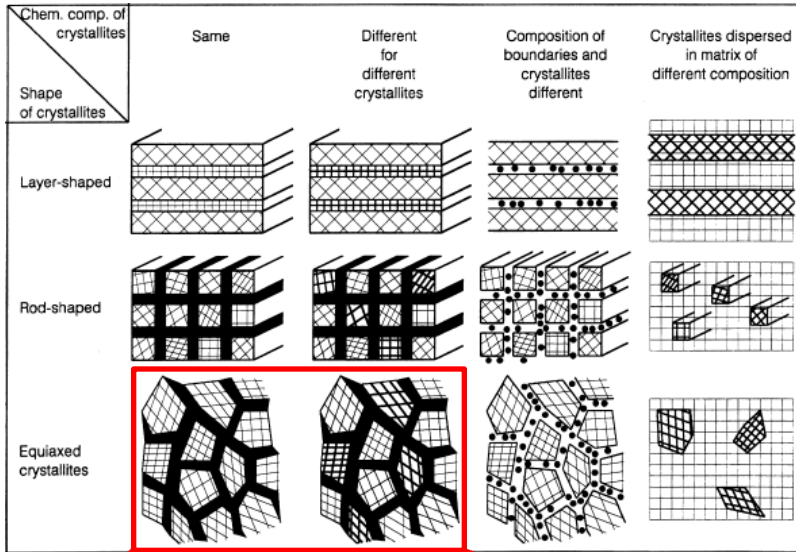 Chem. comp. of
crystallites
Shape
of crystallites
Same
Different
for
different
crystallites
Composition of
boundaries and
crystallites
different
Crystallites dispersed
in matrix of
different composition
Layer-shaped
Rod-shaped
Equiaxed
crystallites